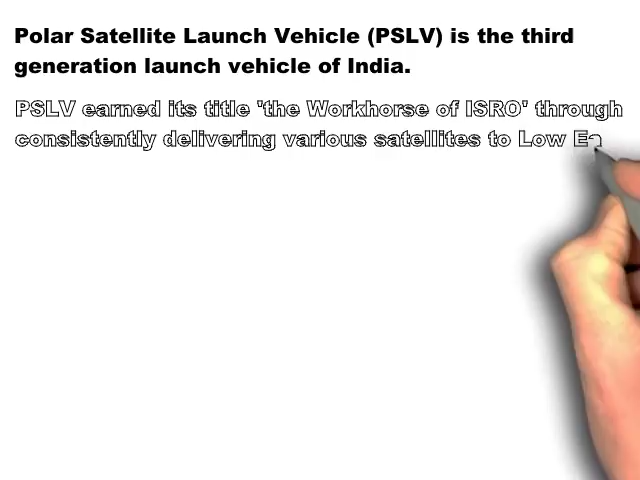 Polar Satellite Launch Vehicle (PSLV) is the third
generation launch vehicle of India.
PSLV earned its title 'the Workhorse of ISRO' through
consistently delivering various satellites to Low Ea